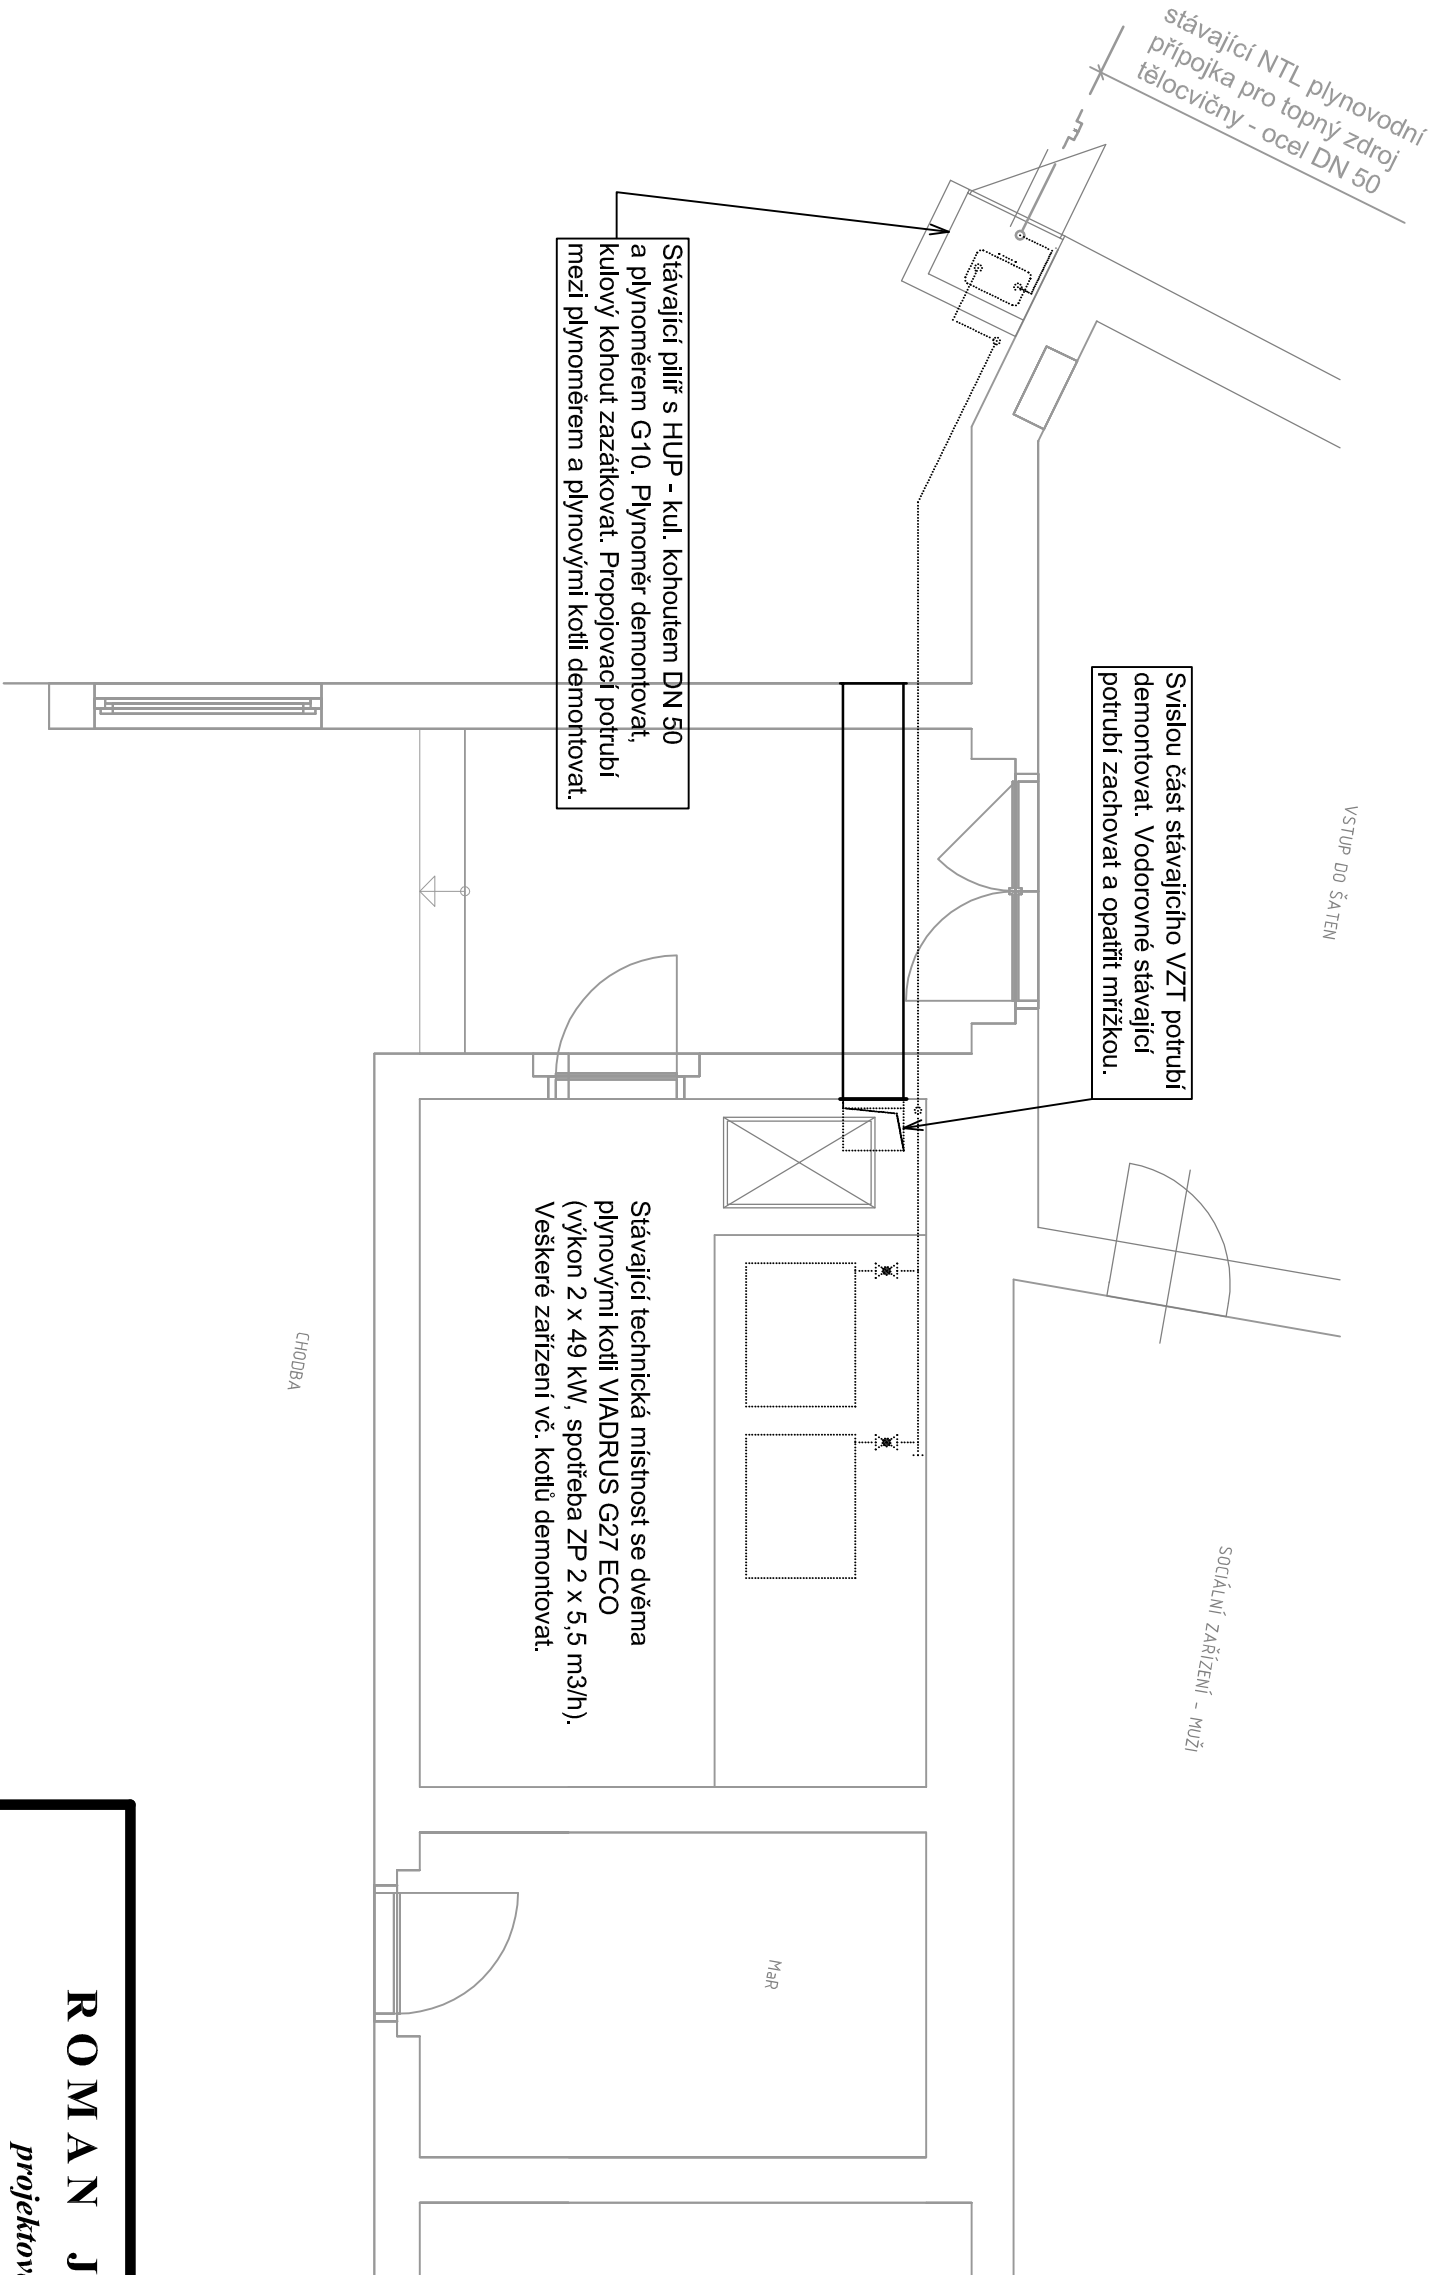 stávající NTL plynovodní
přípojka pro topný zdroj
tělocvičny - ocel DN 50
Stávající pilíř s HUP - kul. kohoutem DN 50
a plynoměrem G10. Plynoměr demontovat,
kulový kohout zazátkovat. Propojovací potrubí
mezi plynoměrem a plynovými kotli demontovat.
Svislou část stávajícího VZT potrubí
demontovat. Vodorovné stávající
potrubí zachovat a opatřit mřížkou.
VSTUP DO ŠATEN
Stávající technická místnost se dvěma
plynovými kotli VIADRUS G27 ECO
(výkon 2 x 49 kW, spotřeba ZP 2 x 5,5 m3/h).
Veškeré zařízení vč. kotlů demontovat.
CHODBA
SOCIÁLNÍ ZAŘÍZENÍ - MUŽI
MaR
ROMAN J
projektov